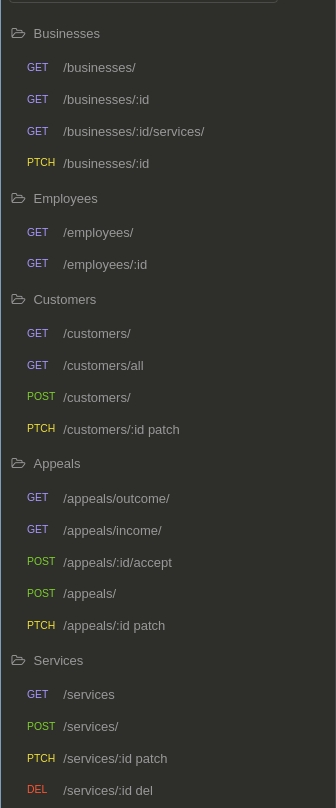 Businesses
GET /businesses/
GET /businesses/:id
GET /businesses/:id/services/
PTCH /businesses/:id
Employees
GET /employees/
GET /employees/:id
Customers
GET /customers/
GET /customers/all
POST /customers/
PTCH /customers/:id patch
Appeals
GET /appeals/outcome/
GET /appeals/income/
POST /appeals/:id/accept
POST /appeals/
PTCH /appeals/:id patch
Services
GET /services
POST /services/
PTCH /services/:id patch
DEL /services/:id del